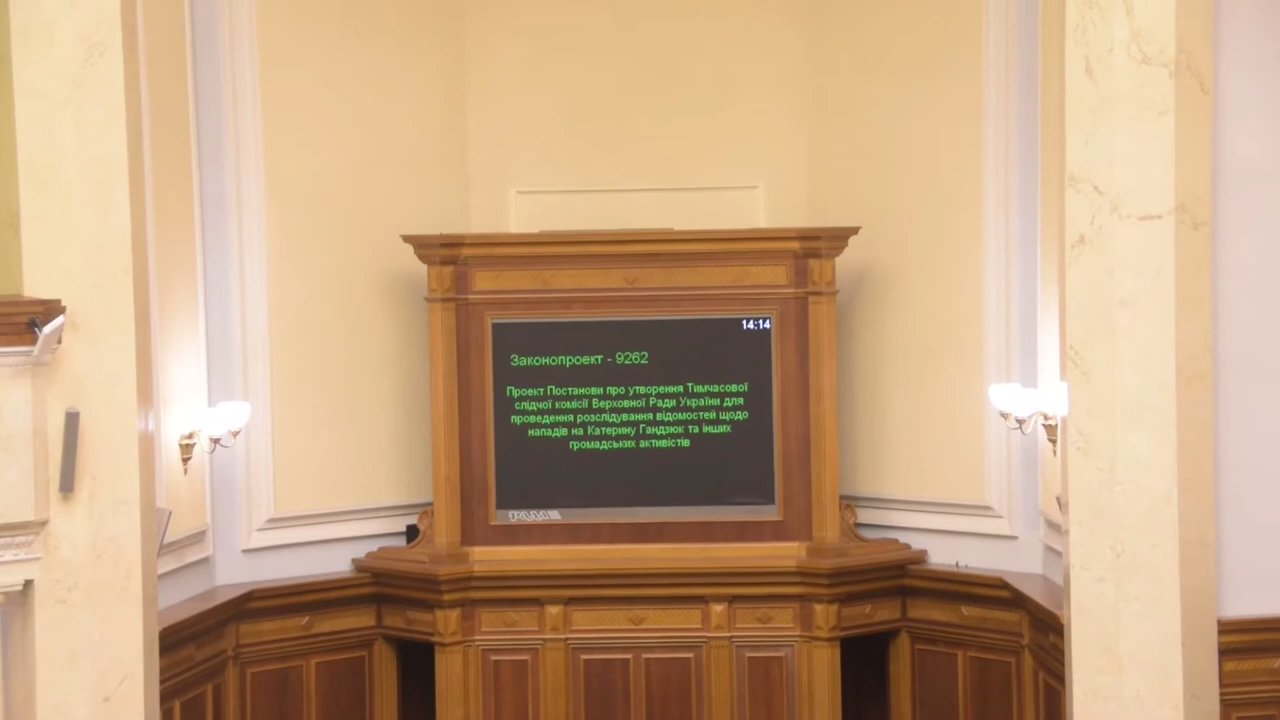 14:14
Законопроект - 9262
Проект Постанови про утворення Тимчасової
слідчої комісії Верховної Ради України для
проведення розслідування відомостей щодо
нападів на Катерину Гандзюк та інших
громадських активістів